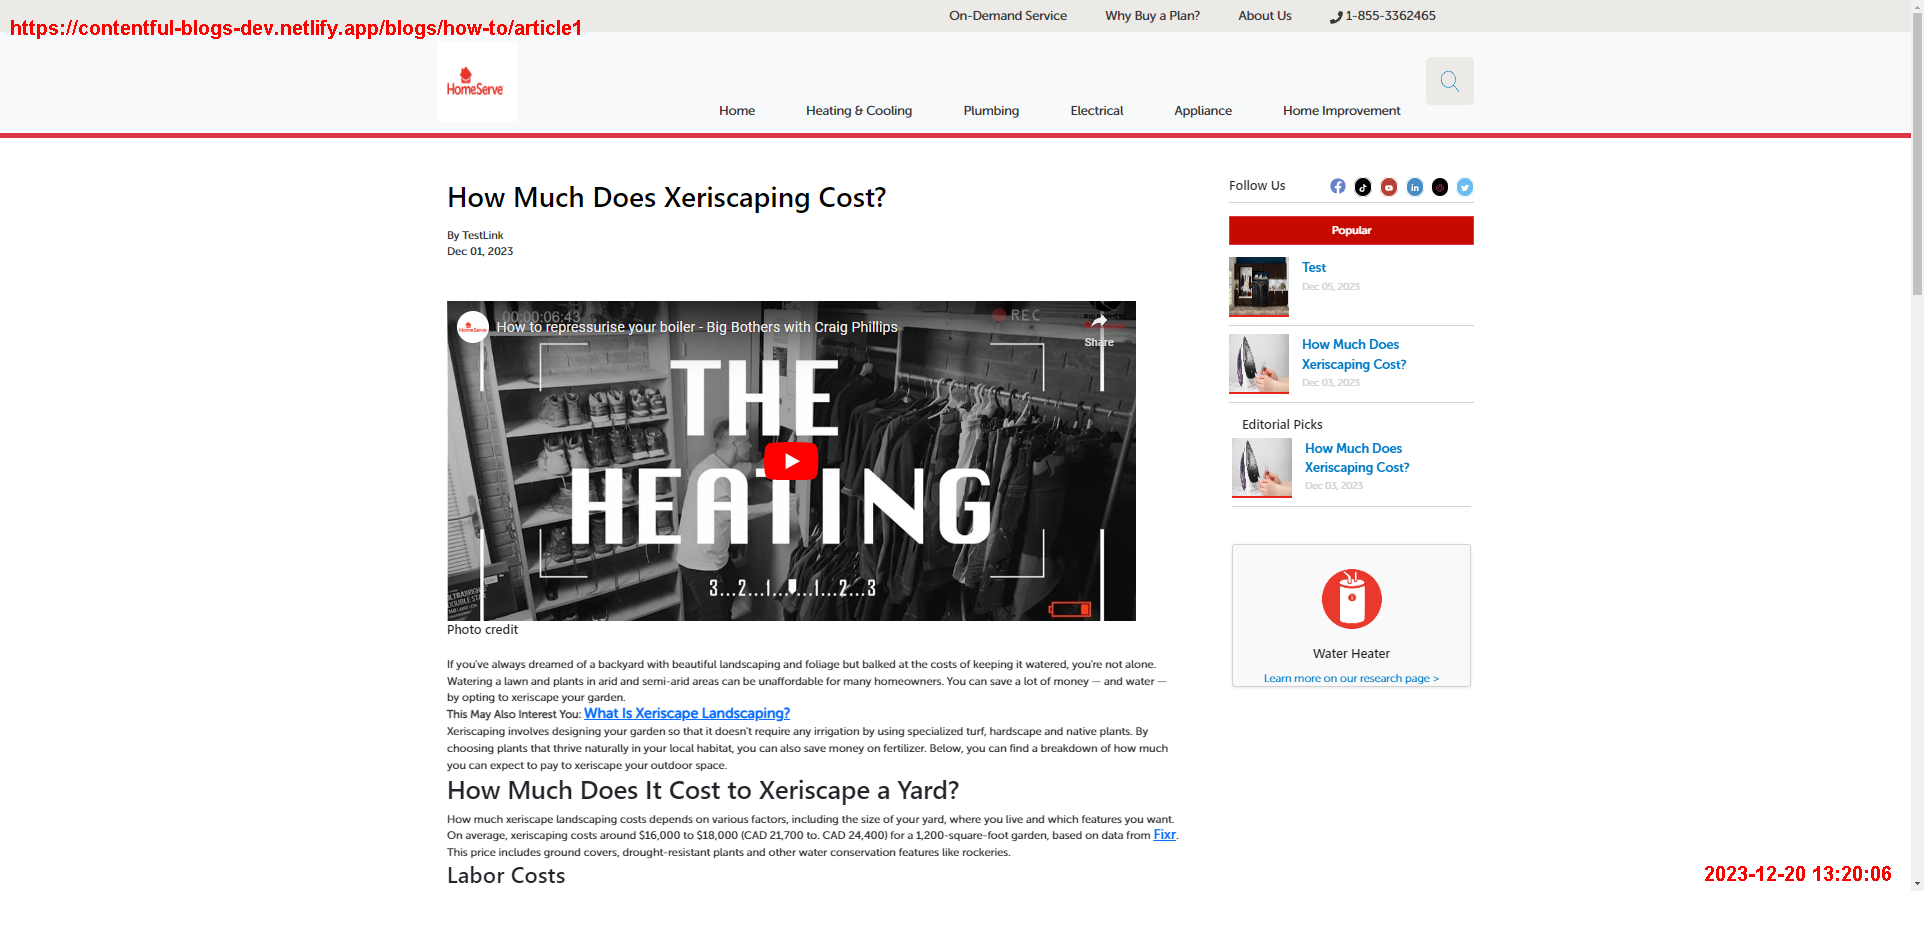 https://contentful-blogs-dev.netlify.app/blogs/how-to/article1
On-Demand Service
Why Buy a Plan?
About Us
1-855-3362465
HomeServe
Home
Heating & Cooling
Plumbing
Electrical
Appliance
Home Improvement
How Much Does Xeriscaping Cost?
By TestLink
Dec 01, 2023
00:00:06:43
REC
HomeServe
How to repressurise your boiler - Big Bothers with Craig Phillips
Share
THE
HEATING
3...2...1... ...1...2...3
Photo credit
If you've always dreamed of a backyard with beautiful landscaping and foliage but balked at the costs of keeping it watered, you're not alone.
Watering a lawn and plants in arid and semi-arid areas can be unaffordable for many homeowners. You can save a lot of money — and water —
by opting to xeriscape your garden.
This May Also Interest You: What Is Xeriscape Landscaping?
Xeriscaping involves designing your garden so that it doesn't require any irrigation by using specialized turf, hardscape and native plants. By
choosing plants that thrive naturally in your local habitat, you can also save money on fertilizer. Below, you can find a breakdown of how much
you can expect to pay to xeriscape your outdoor space.
How Much Does It Cost to Xeriscape a Yard?
How much xeriscape landscaping costs depends on various factors, including the size of your yard, where you live and which features you want.
On average, xeriscaping costs around $16,000 to $18,000 (CAD 21,700 to. CAD 24,400) for a 1,200-square-foot garden, based on data from Fixr.
This price includes ground covers, drought-resistant plants and other water conservation features like rockeries.
Labor Costs
Follow Us
Popular
Test
Dec 05, 2023
How Much Does
Xeriscaping Cost?
Dec 03, 2023
Editorial Picks
How Much Does
Xeriscaping Cost?
Dec 03, 2023
Water Heater
Learn more on our research page >
2023-12-20 13:20:06